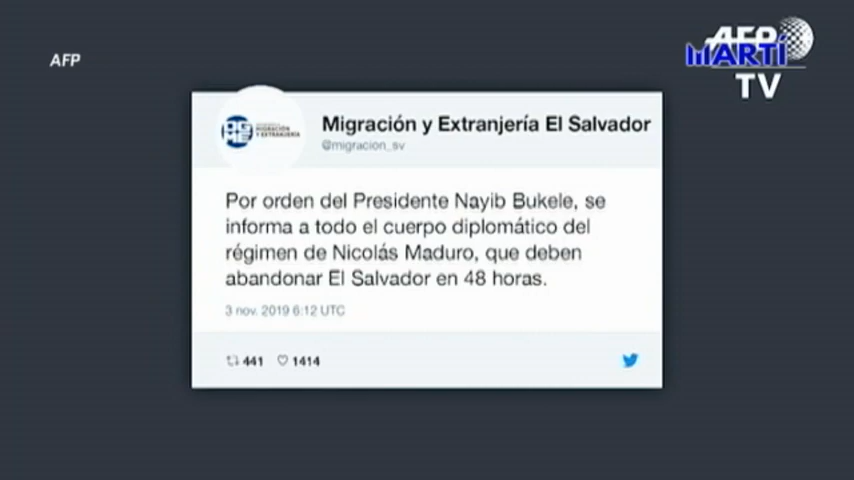 AFP
AFP
MARTÍ
TV
Migración y Extranjería El Salvador
@migracion_sv
MIGRACIÓN
Y EXTRANJERÍA
Por orden del Presidente Nayib Bukele, se
informa a todo el cuerpo diplomático del
régimen de Nicolás Maduro, que deben
abandonar El Salvador en 48 horas.
3 nov. 2019 6:12 UTC
441 1414